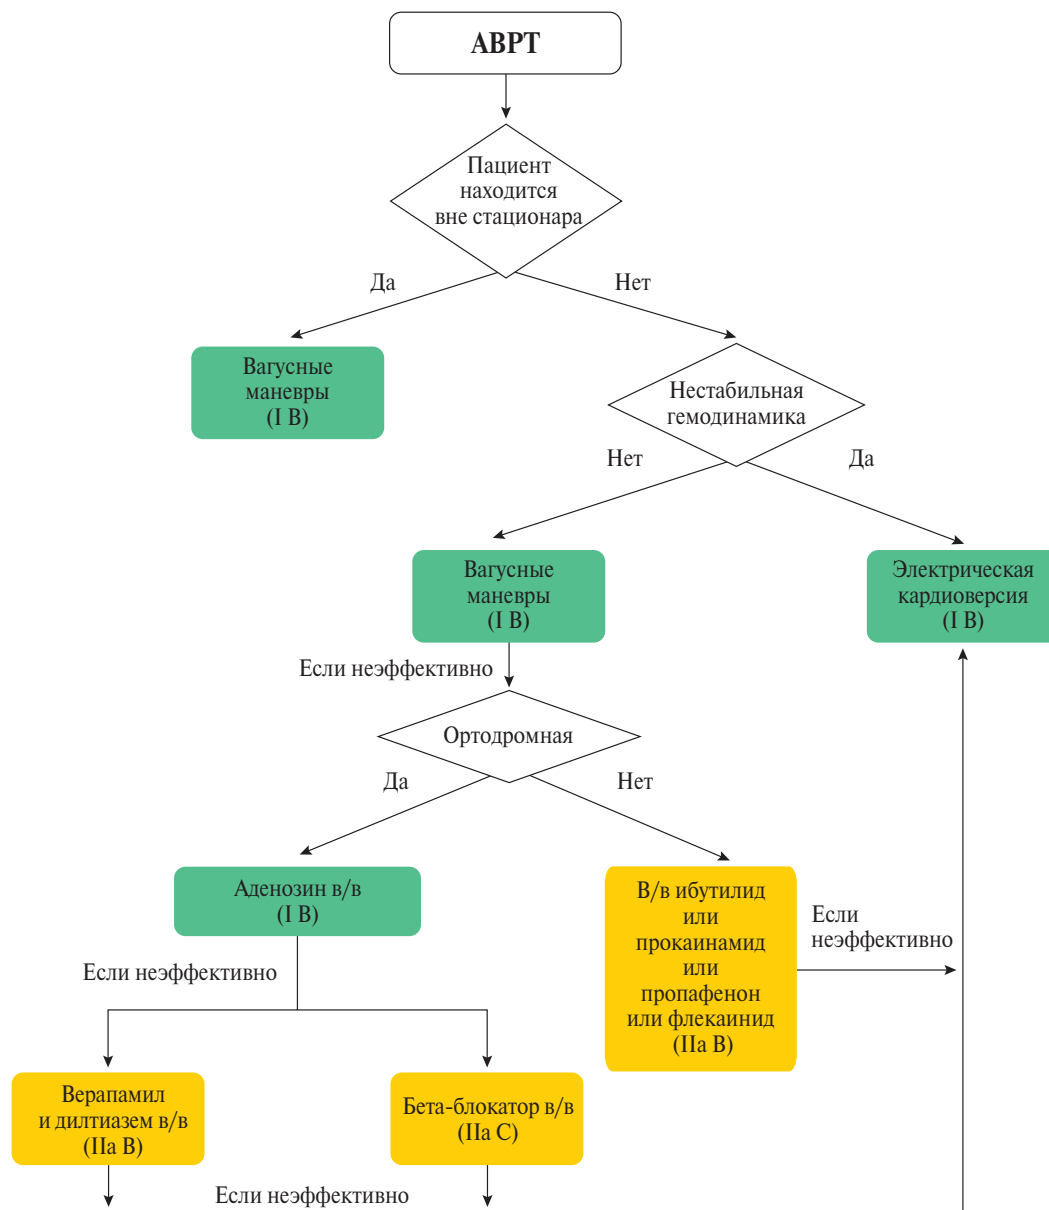 АВРТ
Пациент
находится
вне стационара
Да
Нет
Вагусные
маневры
(I B)
Нестабильная
гемодинамика
Нет
Да
Вагусные
маневры
(I B)
Электрическая
кардиоверсия
(I B)
Если неэффективно
Ортодромная
Да
Нет
Аденозин в/в
(I B)
В/в ибутилид
или
прокаинамид
или
пропафенон
или флекаинид
(IIa B)
Если
неэффективно
Если неэффективно
Верапамил
и дилтиазем в/в
(IIa B)
Бета-блокатор в/в
(IIa C)
Если неэффективно